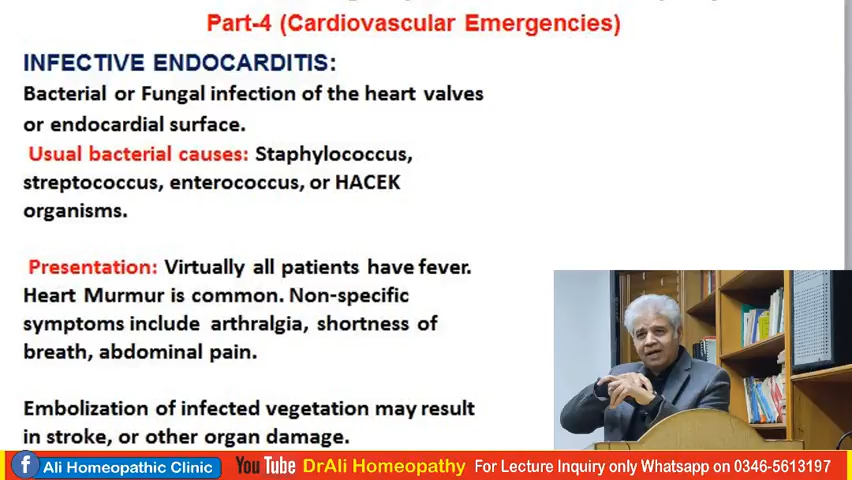 Part-4 (Cardiovascular Emergencies)
INFECTIVE ENDOCARDITIS:
Bacterial or Fungal infection of the heart valves
or endocardial surface.
Usual bacterial causes: Staphylococcus,
streptococcus, enterococcus, or HACEK
organisms.
Presentation: Virtually all patients have fever.
Heart Murmur is common. Non-specific
symptoms include arthralgia, shortness of
breath, abdominal pain.
Embolization of infected vegetation may result
in stroke, or other organ damage.
f Ali Homeopathic Clinic YouTube DrAli Homeopathy For Lecture Inquiry only Whatsapp on 0346-5613197